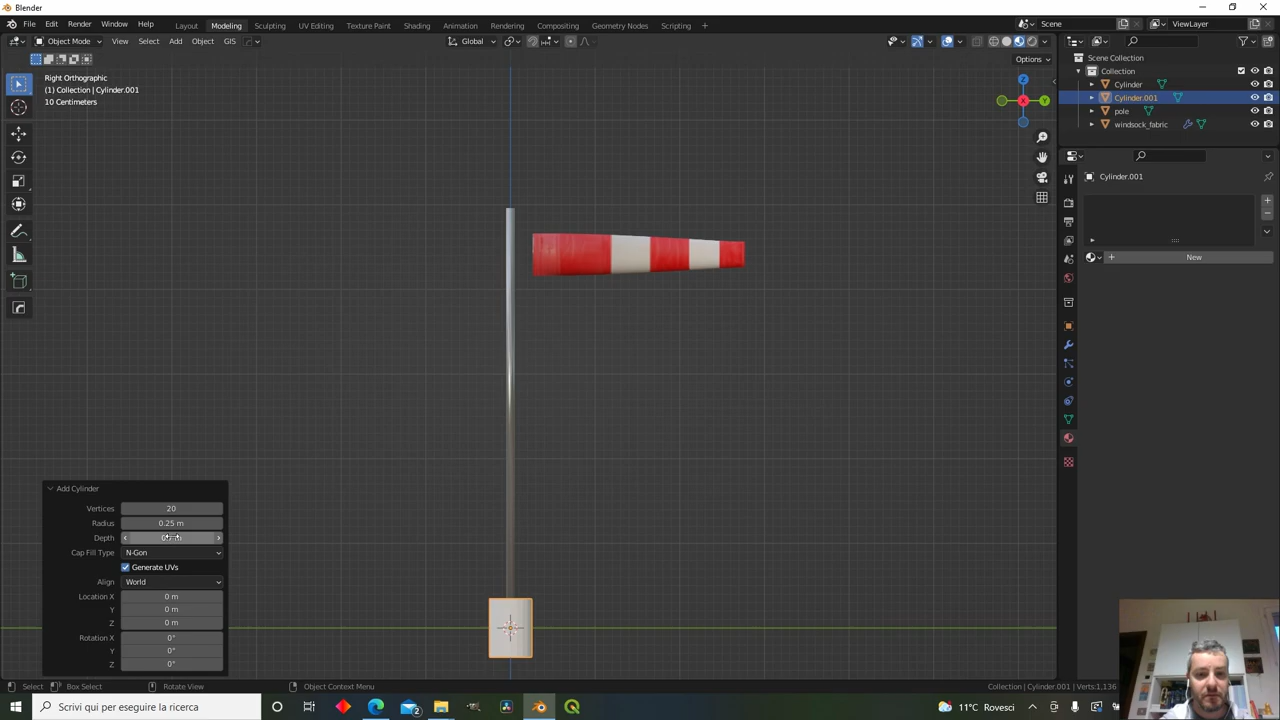 Blender
File Edit Render Window Help Layout Modeling Sculpting UV Editing Texture Paint Shading Animation Rendering Compositing Geometry Nodes Scripting + Scene ViewLayer
Object Mode View Select Add Object GIS Global
Options
Right Orthographic
(1) Collection | Cylinder.001
10 Centimeters
Z
X
Y
Scene Collection
Collection
Cylinder
Cylinder.001
pole
windsock_fabric
Cylinder.001
New
Add Cylinder
Vertices 20
Radius 0.25 m
Depth
Cap Fill Type N-Gon
Generate UVs
Align World
Location X 0 m
Y 0 m
Z 0 m
Rotation X 0°
Y 0°
Z 0°
Select Box Select Rotate View Object Context Menu Collection | Cylinder.001 | Verts:1,136
Scrivi qui per eseguire la ricerca 2 11°C Rovesci